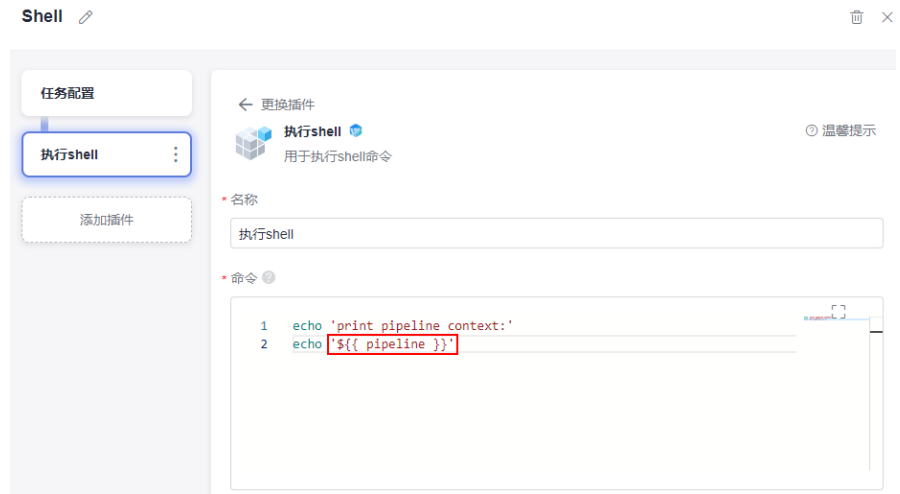 Shell
任务配置
执行shell
添加插件
更换插件
执行shell
用于执行shell命令
温馨提示
* 名称
执行shell
* 命令
1 echo 'print pipeline context:'
2 echo '${{ pipeline }}'